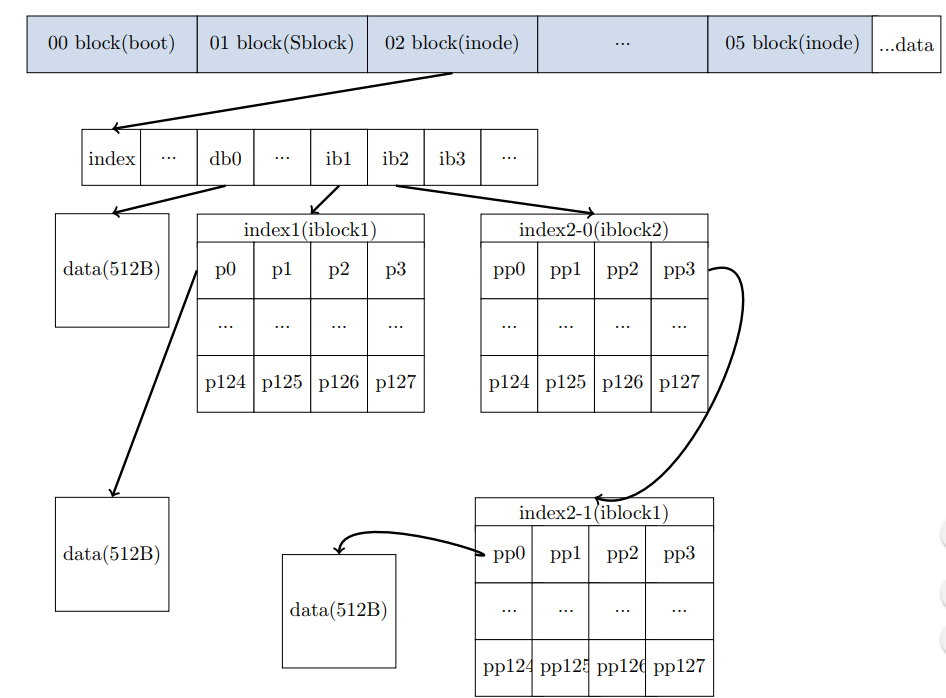 00 block(boot) 01 block(Sblock) 02 block(inode) ... 05 block(inode) ...data
index ... db0 ... ib1 ib2 ib3 ...
index1(iblock1) index2-0(iblock2)
data(512B) p0 p1 p2 p3 pp0 pp1 pp2 pp3
... ... ... ... ... ... ... ...
p124 p125 p126 p127 p124 p125 p126 p127
index2-1(iblock1)
data(512B) pp0 pp1 pp2 pp3
data(512B) ... ... ... ...
pp124 pp125 pp126 pp127